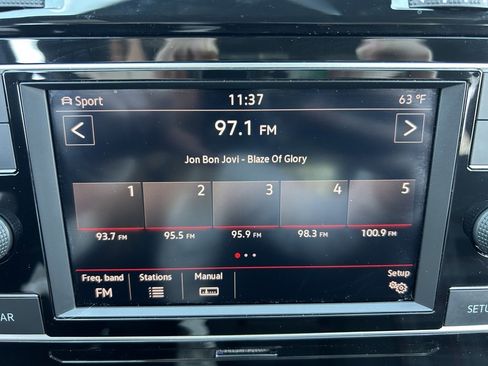 Sport 11:37 63 °F
97.1 FM
Jon Bon Jovi - Blaze Of Glory
1 2 3 4 5
93.7 FM 95.5 FM 95.9 FM 98.3 FM 100.9 FM
Freq. band Stations Manual Setup
FM
AR SETU